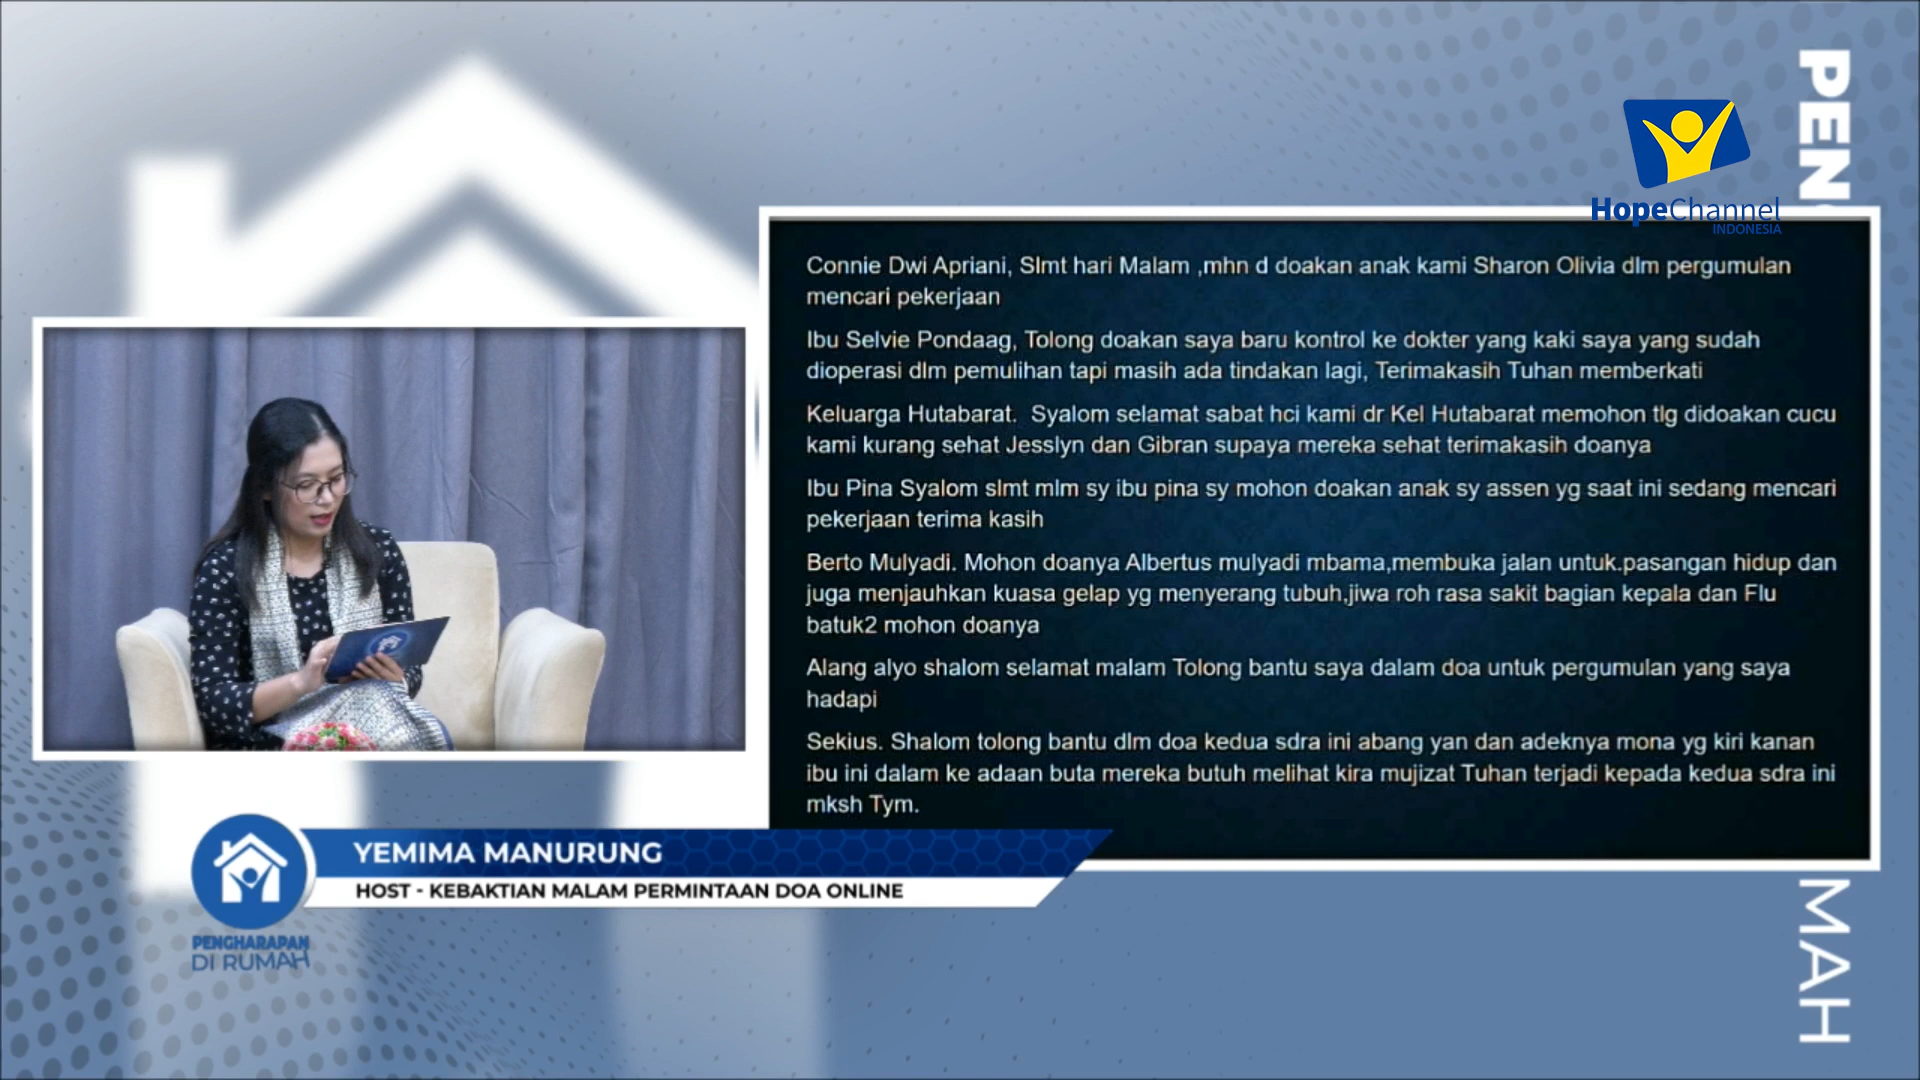 PEN
HopeChannel
INDONESIA
Connie Dwi Apriani, Slmt hari Malam ,mhn d doakan anak kami Sharon Olivia dlm pergumulan
mencari pekerjaan
Ibu Selvie Pondaag, Tolong doakan saya baru kontrol ke dokter yang kaki saya yang sudah
dioperasi dlm pemulihan tapi masih ada tindakan lagi, Terimakasih Tuhan memberkati
Keluarga Hutabarat.  Syalom selamat sabat hci kami dr Kel Hutabarat memohon tlg didoakan cucu
kami kurang sehat Jesslyn dan Gibran supaya mereka sehat terimakasih doanya
Ibu Pina Syalom slmt mlm sy ibu pina sy mohon doakan anak sy assen yg saat ini sedang mencari
pekerjaan terima kasih
Berto Mulyadi. Mohon doanya Albertus mulyadi mbama,membuka jalan untuk.pasangan hidup dan
juga menjauhkan kuasa gelap yg menyerang tubuh,jiwa roh rasa sakit bagian kepala dan Flu
batuk2 mohon doanya
Alang alyo shalom selamat malam Tolong bantu saya dalam doa untuk pergumulan yang saya
hadapi
Sekius. Shalom tolong bantu dlm doa kedua sdra ini abang yan dan adeknya mona yg kiri kanan
ibu ini dalam ke adaan buta mereka butuh melihat kira mujizat Tuhan terjadi kepada kedua sdra ini
mksh Tym.
YEMIMA MANURUNG
HOST - KEBAKTIAN MALAM PERMINTAAN DOA ONLINE
PENGHARAPAN
DI RUMAH
MAH